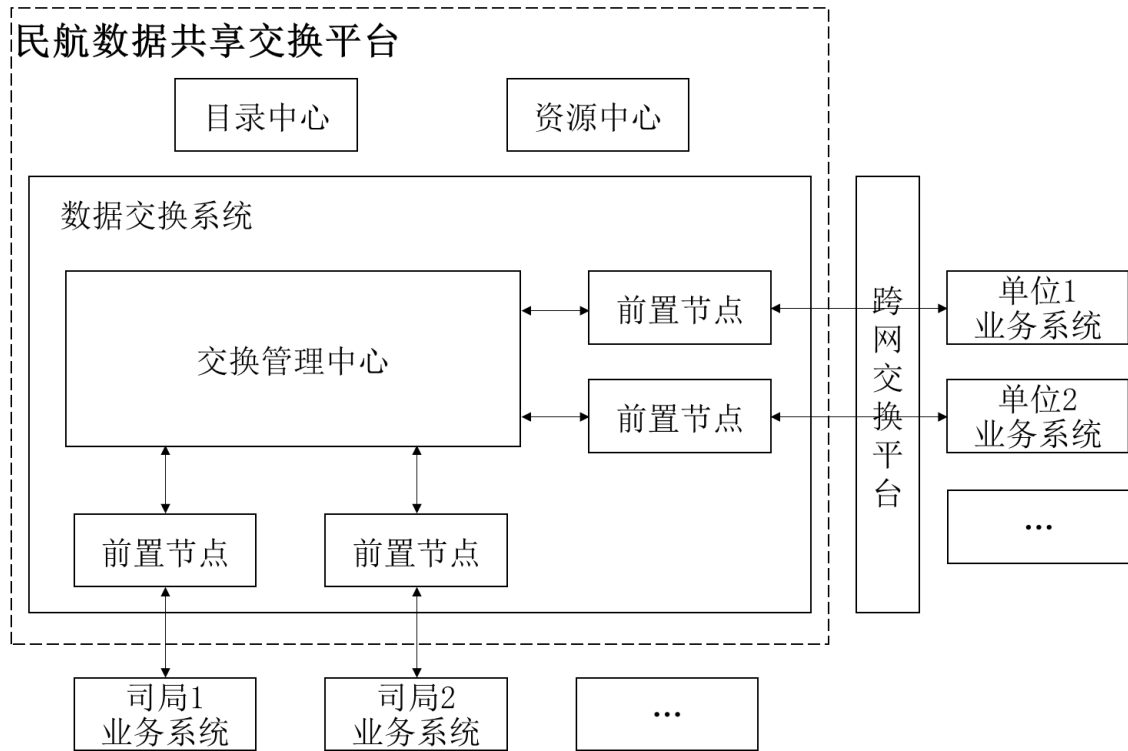 民航数据共享交换平台
目录中心
资源中心
数据交换系统
交换管理中心
前置节点
前置节点
前置节点
前置节点
跨网交换平台
单位1
业务系统
单位2
业务系统
...
司局1
业务系统
司局2
业务系统
...